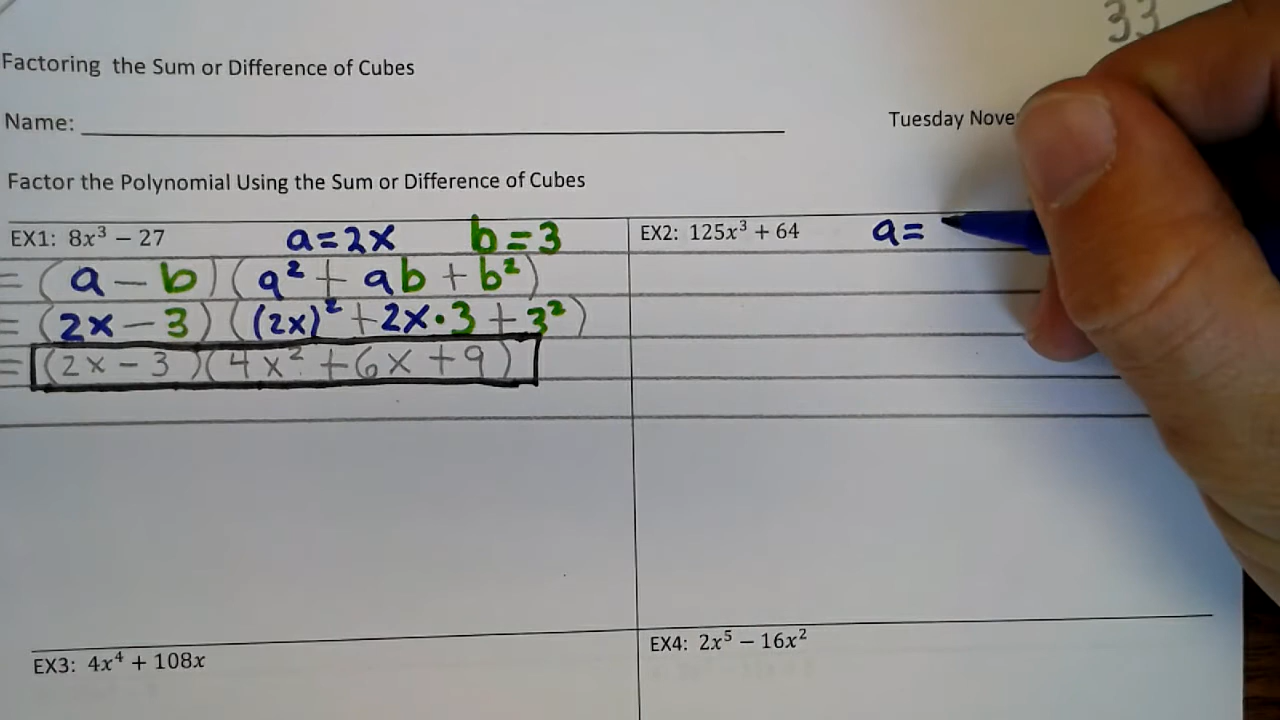 33
Factoring the Sum or Difference of Cubes
Name:
Tuesday
Factor the Polynomial Using the Sum or Difference of Cubes
EX1: 8x³ − 27 a=2x b=3
= (a − b)(a² + ab + b²)
= (2x − 3)((2x)² + 2x•3 + 3²)
= (2x − 3)(4x² + 6x + 9)
EX2: 125x³ + 64 a=
EX3: 4x⁴ + 108x
EX4: 2x⁵ − 16x²